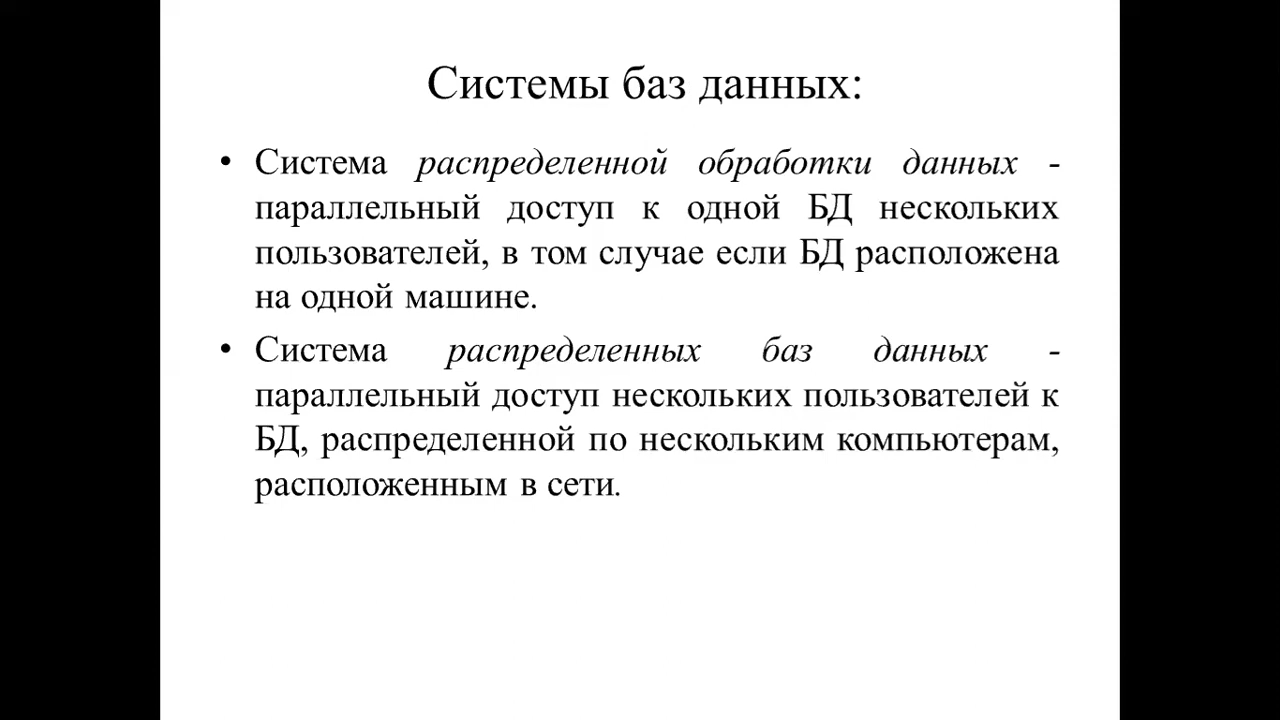 Системы баз данных:
• Система распределенной обработки данных -
параллельный доступ к одной БД нескольких
пользователей, в том случае если БД расположена
на одной машине.
• Система распределенных баз данных -
параллельный доступ нескольких пользователей к
БД, распределенной по нескольким компьютерам,
расположенным в сети.